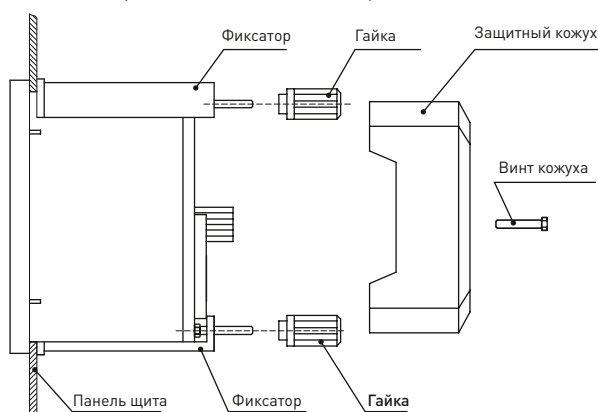 Фиксатор
Гайка
Защитный кожух
Винт кожуха
Панель щита
Фиксатор
Гайка